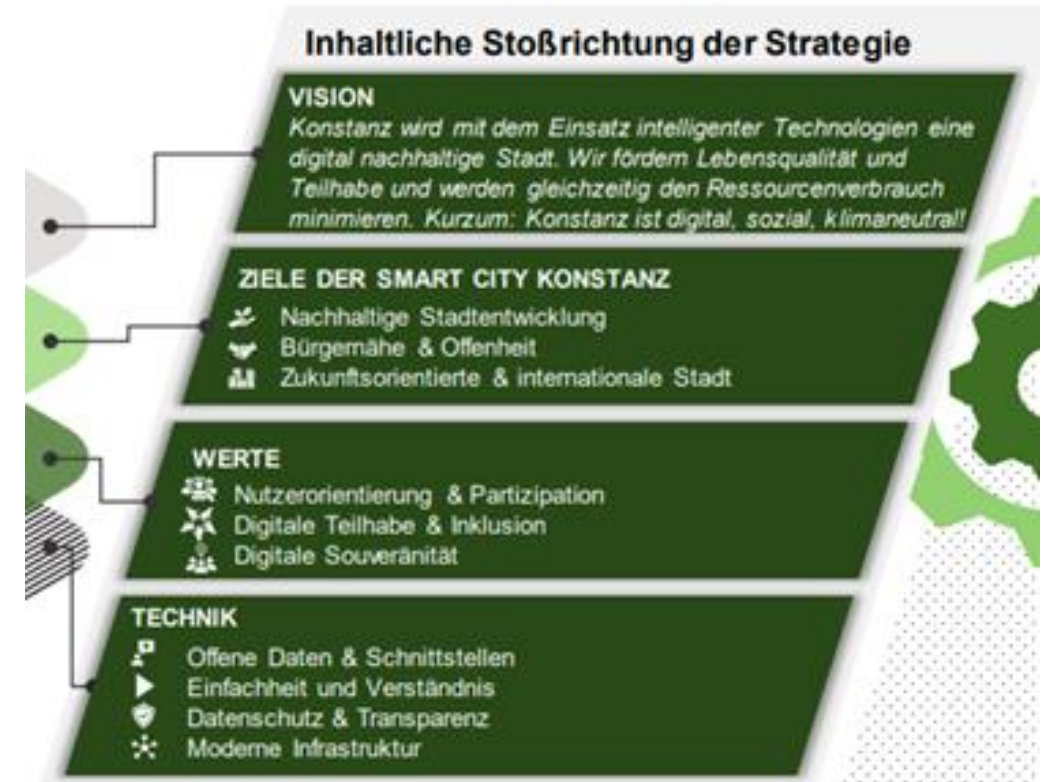 Inhaltliche Stoßrichtung der Strategie
VISION
Konstanz wird mit dem Einsatz intelligenter Technologien eine
digital nachhaltige Stadt. Wir fördern Lebensqualität und
Teilhabe und werden gleichzeitig den Ressourcenverbrauch
minimieren. Kurzum: Konstanz ist digital, sozial, klimaneutral!
ZIELE DER SMART CITY KONSTANZ
Nachhaltige Stadtentwicklung
Bürgernähe & Offenheit
Zukunftsorientierte & internationale Stadt
WERTE
Nutzerorientierung & Partizipation
Digitale Teilhabe & Inklusion
Digitale Souveränität
TECHNIK
Offene Daten & Schnittstellen
Einfachheit und Verständnis
Datenschutz & Transparenz
Moderne Infrastruktur